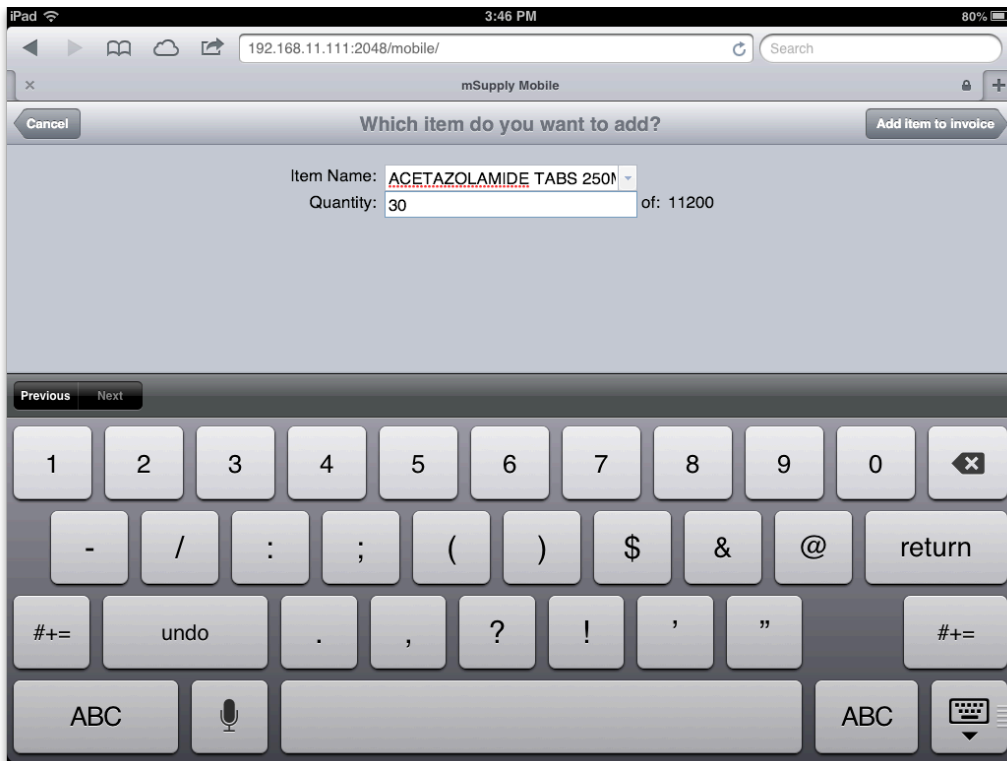 iPad 3:46 PM 80%
192.168.11.111:2048/mobile/ Search
mSupply Mobile
Cancel Which item do you want to add? Add item to invoice
Item Name: ACETAZOLAMIDE TABS 250
Quantity: 30 of: 11200
Previous Next
1 2 3 4 5 6 7 8 9 0
- / : ; ( ) $ & @ return
#+= undo . , ? ! ’ ” #+=
ABC ABC